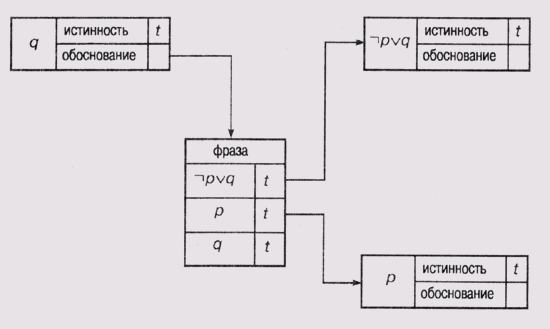 q истинность t
обоснование
¬p∨q истинность t
обоснование
фраза
¬p∨q t
p t
q t
p истинность t
обоснование